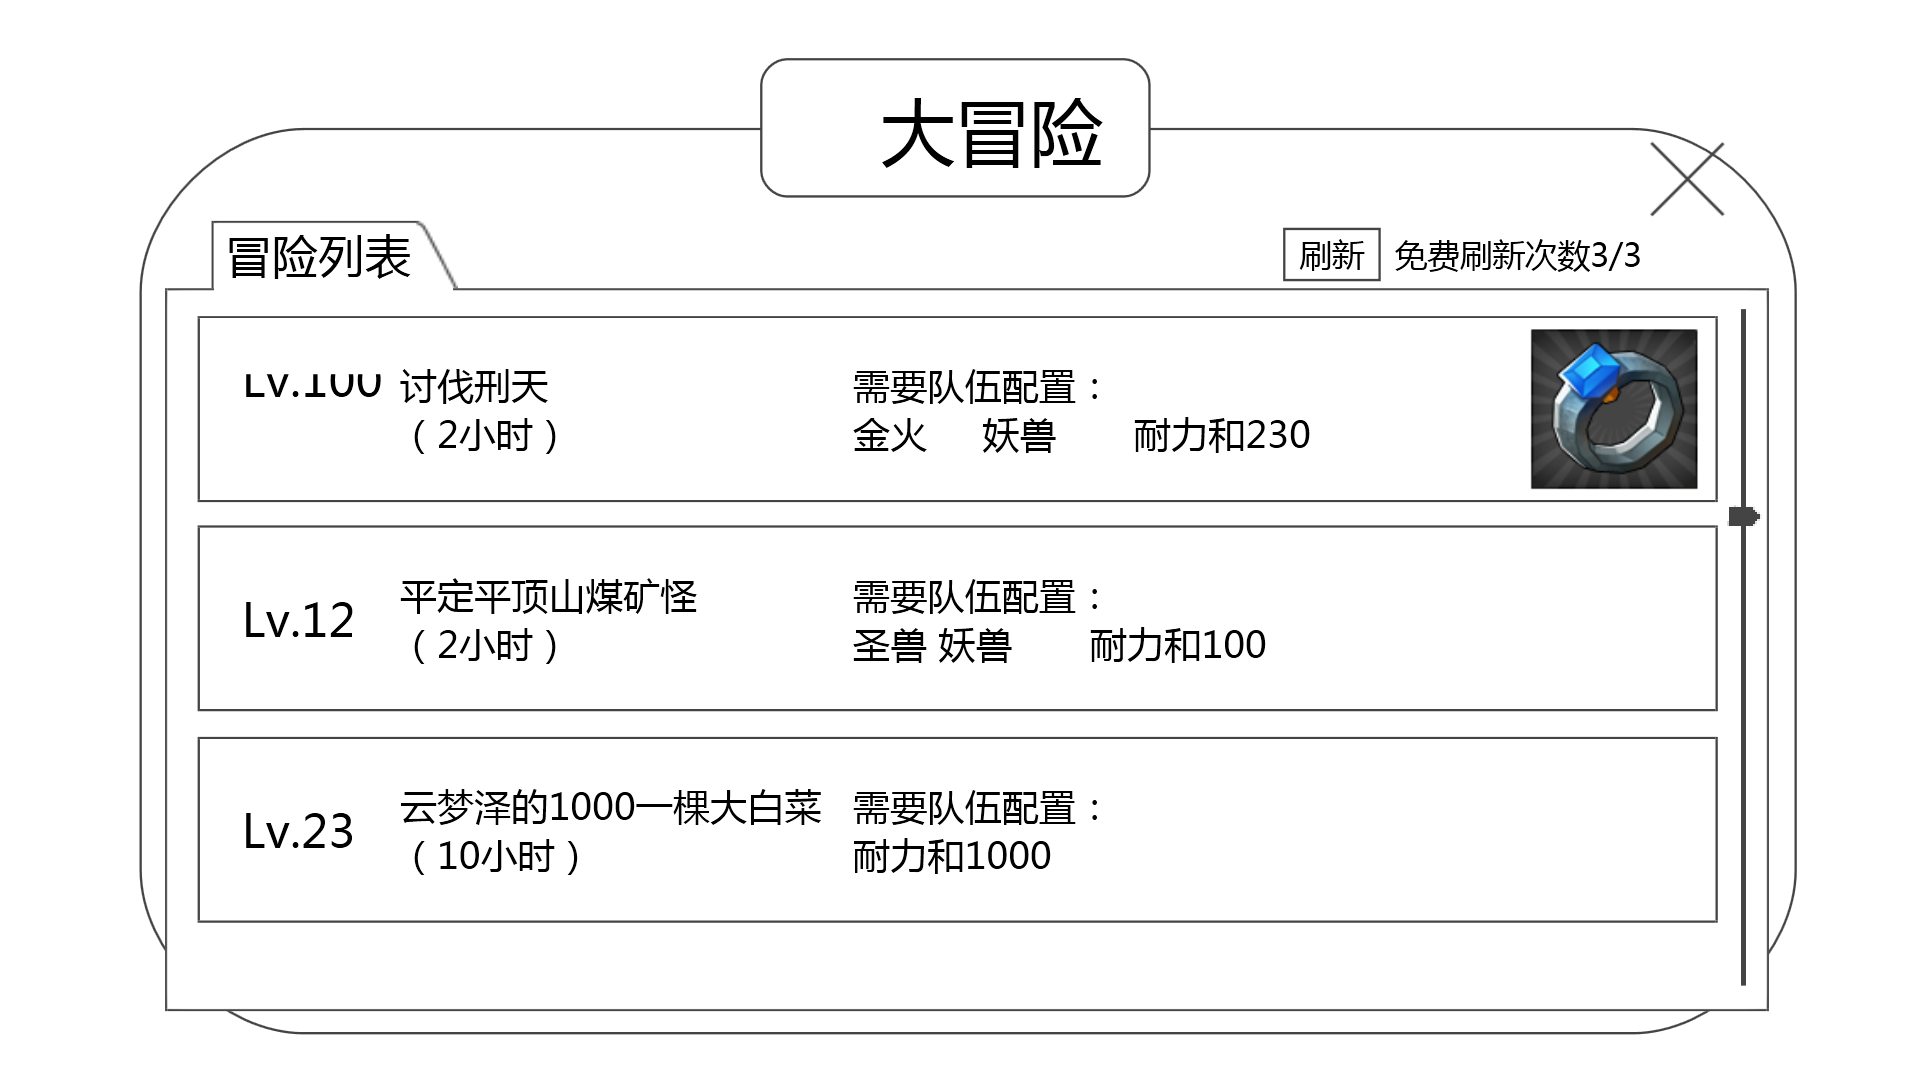 大冒险
冒险列表
刷新 免费刷新次数3/3
Lv.100 讨伐刑天
（2小时）
需要队伍配置：
金火 妖兽 耐力和230
Lv.12
平定平顶山煤矿怪
（2小时）
需要队伍配置：
圣兽 妖兽 耐力和100
Lv.23
云梦泽的1000一棵大白菜
（10小时）
需要队伍配置：
耐力和1000